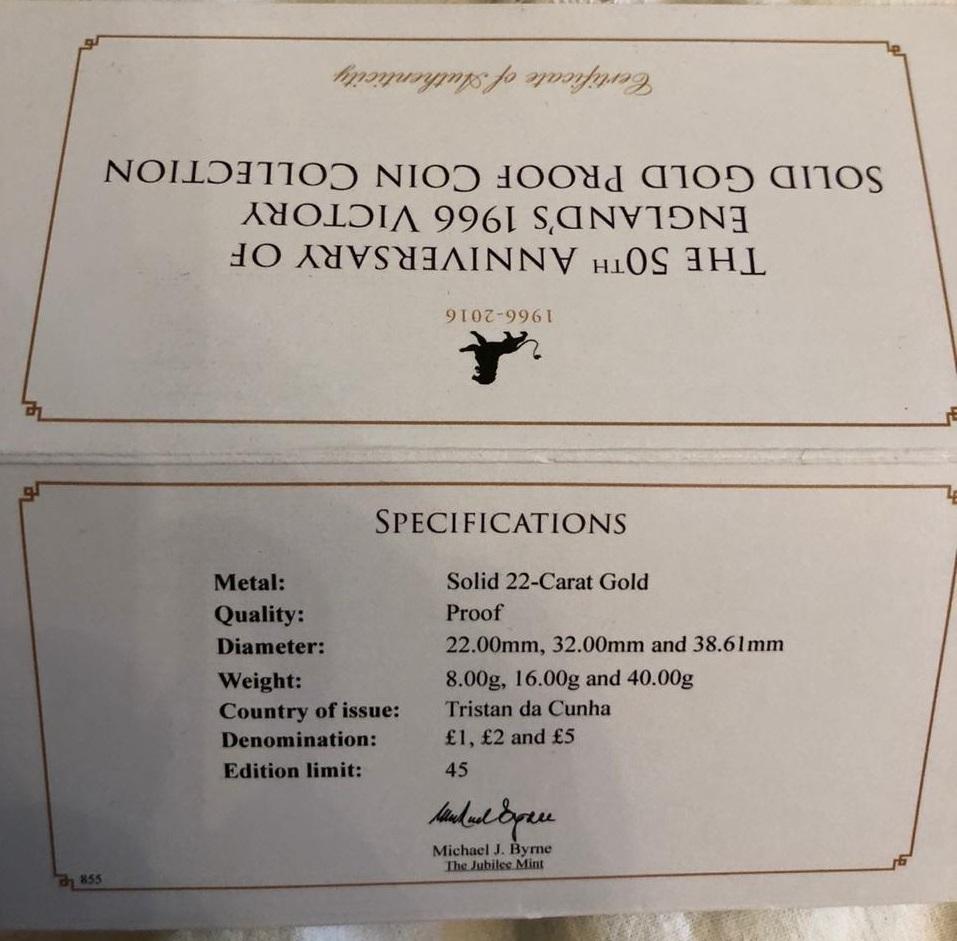 1966-2016
THE 50TH ANNIVERSARY OF
ENGLAND'S 1966 VICTORY
SOLID GOLD PROOF COIN COLLECTION
Certificate of Authenticity
SPECIFICATIONS
Metal: Solid 22-Carat Gold
Quality: Proof
Diameter: 22.00mm, 32.00mm and 38.61mm
Weight: 8.00g, 16.00g and 40.00g
Country of issue: Tristan da Cunha
Denomination: £1, £2 and £5
Edition limit: 45
Michael J. Byrne
The Jubilee Mint
855